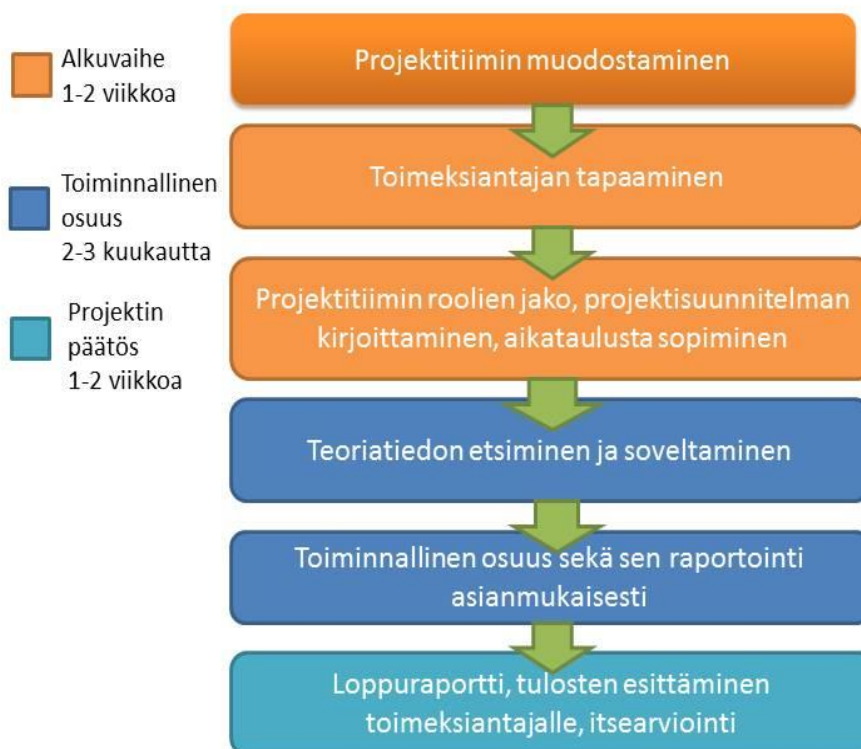 Alkuvaihe
1-2 viikkoa
Toiminnallinen
osuus
2-3 kuukautta
Projektin
päätös
1-2 viikkoa
Projektitiimin muodostaminen
Toimeksiantajan tapaaminen
Projektitiimin roolien jako, projektisuunnitelman
kirjoittaminen, aikataulusta sopiminen
Teoriatiedon etsiminen ja soveltaminen
Toiminnallinen osuus sekä sen raportointi
asianmukaisesti
Loppuraportti, tulosten esittäminen
toimeksiantajalle, itsearviointi